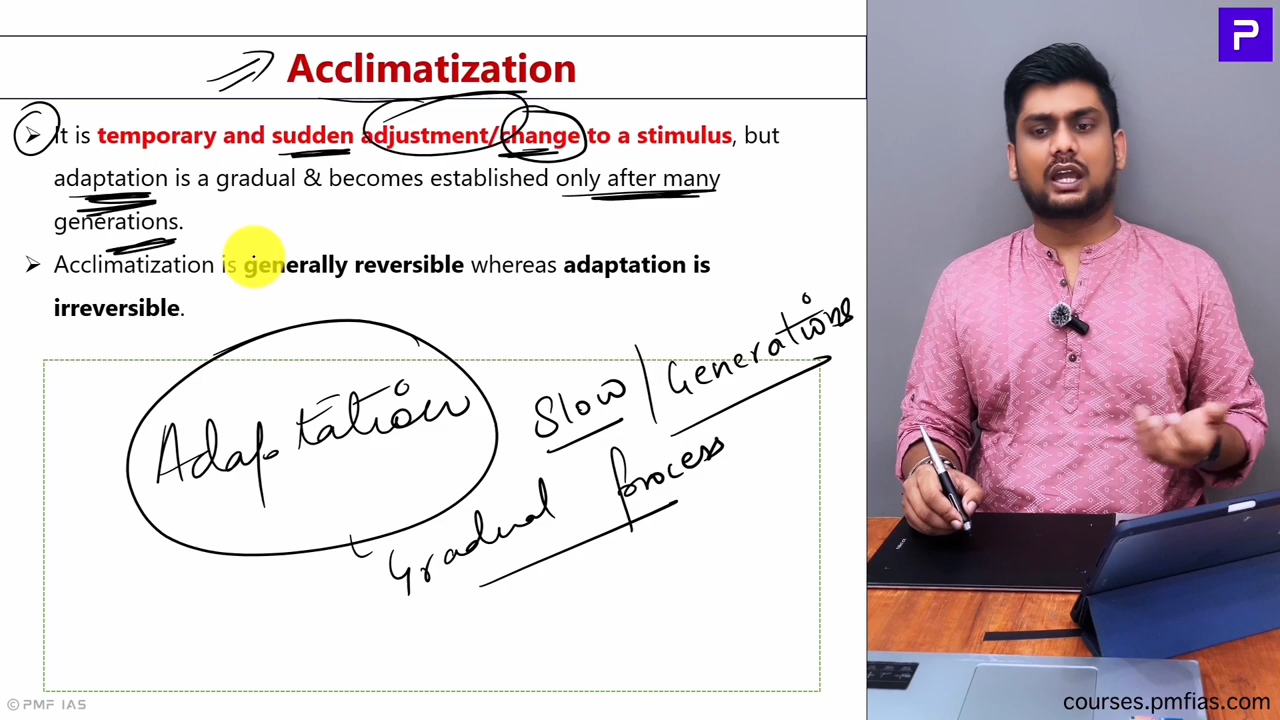 P
Acclimatization
➢ It is temporary and sudden adjustment/change to a stimulus, but
adaptation is a gradual & becomes established only after many
generations.
➢ Acclimatization is generally reversible whereas adaptation is
irreversible.
Adaptation
Slow / Generations
Gradual process
© PMF IAS
courses.pmfias.com